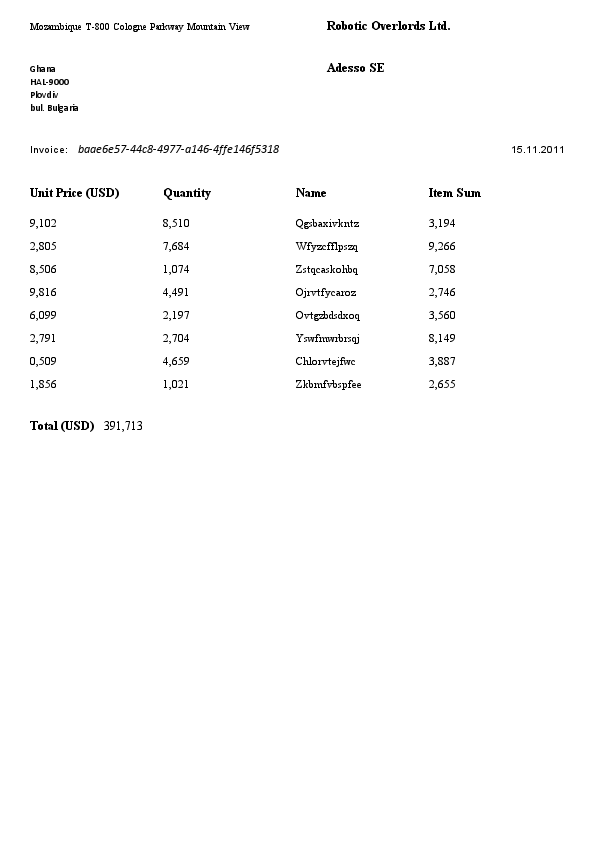 Mozambique T-800 Cologne Parkway Mountain View Robotic Overlords Ltd.
Adesso SE
Ghana
HAL-9000
Plovdiv
bul. Bulgaria
Invoice: baae6e57-44c8-4977-a146-4ffe146f5318 15.11.2011
Unit Price (USD) Quantity Name Item Sum
9,102 8,510 Qgsbaxivkntz 3,194
2,805 7,684 Wfyzcfflpszq 9,266
8,506 1,074 Zstqcaskohbq 7,058
9,816 4,491 Ojrvtfycaroz 2,746
6,099 2,197 Ovtgzbdsdxoq 3,560
2,791 2,704 Yswfmwrbrsqj 8,149
0,509 4,659 Chlorvtejfwc 3,887
1,856 1,021 Zkbmfvbspfee 2,655
Total (USD) 391,713